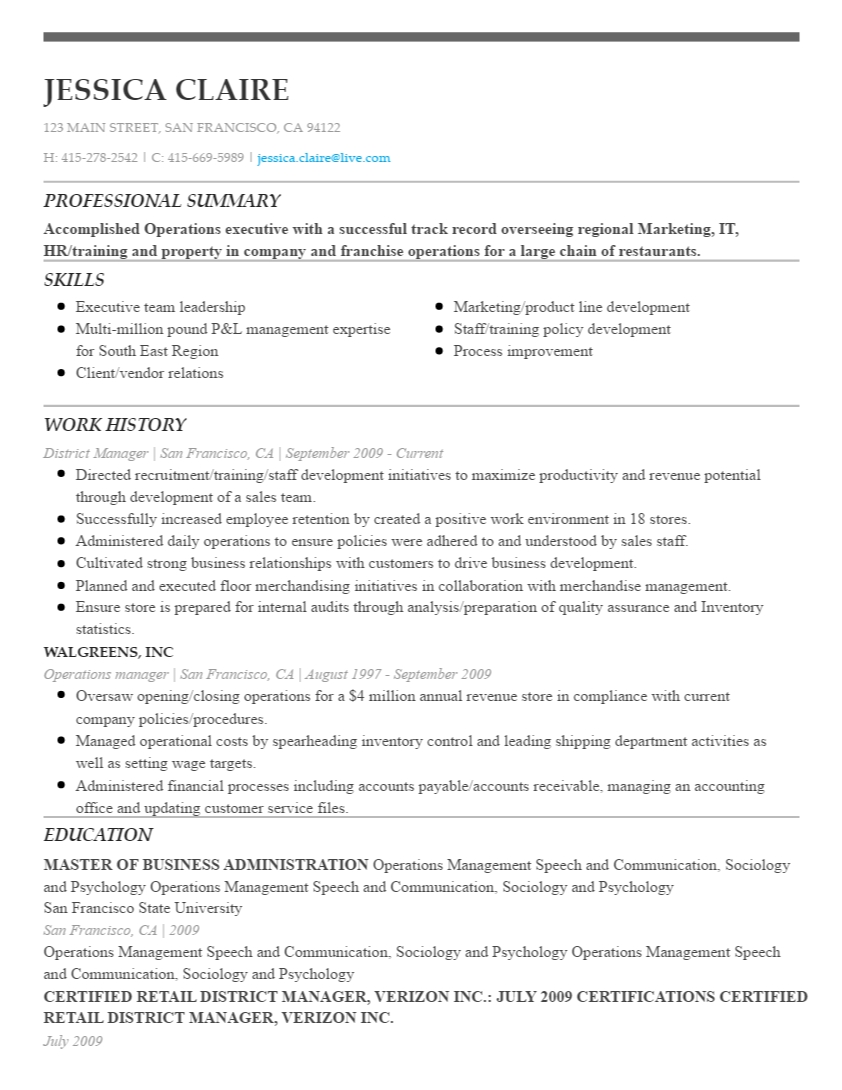 JESSICA CLAIRE
123 MAIN STREET, SAN FRANCISCO, CA 94122
H: 415-278-2542 | C: 415-669-5989 | jessica.claire@live.com
PROFESSIONAL SUMMARY
Accomplished Operations executive with a successful track record overseeing regional Marketing, IT,
HR/training and property in company and franchise operations for a large chain of restaurants.
SKILLS
● Executive team leadership
● Multi-million pound P&L management expertise
for South East Region
● Client/vendor relations
● Marketing/product line development
● Staff/training policy development
● Process improvement
WORK HISTORY
District Manager | San Francisco, CA | September 2009 - Current
● Directed recruitment/training/staff development initiatives to maximize productivity and revenue potential
through development of a sales team.
● Successfully increased employee retention by created a positive work environment in 18 stores.
● Administered daily operations to ensure policies were adhered to and understood by sales staff.
● Cultivated strong business relationships with customers to drive business development.
● Planned and executed floor merchandising initiatives in collaboration with merchandise management.
● Ensure store is prepared for internal audits through analysis/preparation of quality assurance and Inventory
statistics.
WALGREENS, INC
Operations manager | San Francisco, CA | August 1997 - September 2009
● Oversaw opening/closing operations for a $4 million annual revenue store in compliance with current
company policies/procedures.
● Managed operational costs by spearheading inventory control and leading shipping department activities as
well as setting wage targets.
● Administered financial processes including accounts payable/accounts receivable, managing an accounting
office and updating customer service files.
EDUCATION
MASTER OF BUSINESS ADMINISTRATION Operations Management Speech and Communication, Sociology
and Psychology Operations Management Speech and Communication, Sociology and Psychology
San Francisco State University
San Francisco, CA | 2009
Operations Management Speech and Communication, Sociology and Psychology Operations Management Speech
and Communication, Sociology and Psychology
CERTIFIED RETAIL DISTRICT MANAGER, VERIZON INC.: JULY 2009 CERTIFICATIONS CERTIFIED
RETAIL DISTRICT MANAGER, VERIZON INC.
July 2009